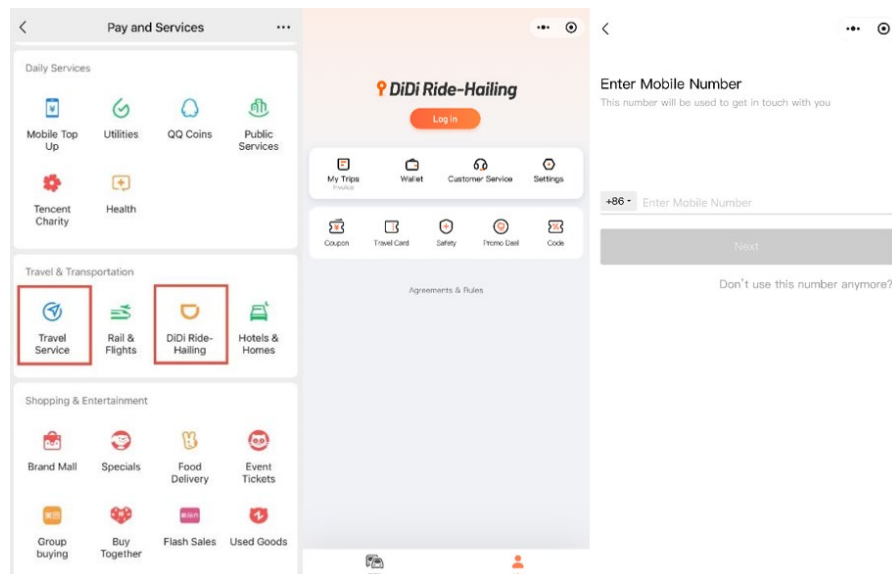 Pay and Services
Daily Services
Mobile Top
Up
Utilities
QQ Coins
Public
Services
Tencent
Charity
Health
Travel & Transportation
Travel
Service
Rail &
Flights
DiDi Ride-
Hailing
Hotels &
Homes
Shopping & Entertainment
Brand Mall
Specials
Food
Delivery
Event
Tickets
Group
buying
Buy
Together
Flash Sales
Used Goods
DiDi Ride-Hailing
Log in
My Trips
Invoice
Wallet
Customer Service
Settings
Coupon
Travel Card
Safety
Promo Deal
Code
Agreements & Rules
Enter Mobile Number
This number will be used to get in touch with you
+86
Enter Mobile Number
Next
Don't use this number anymore?